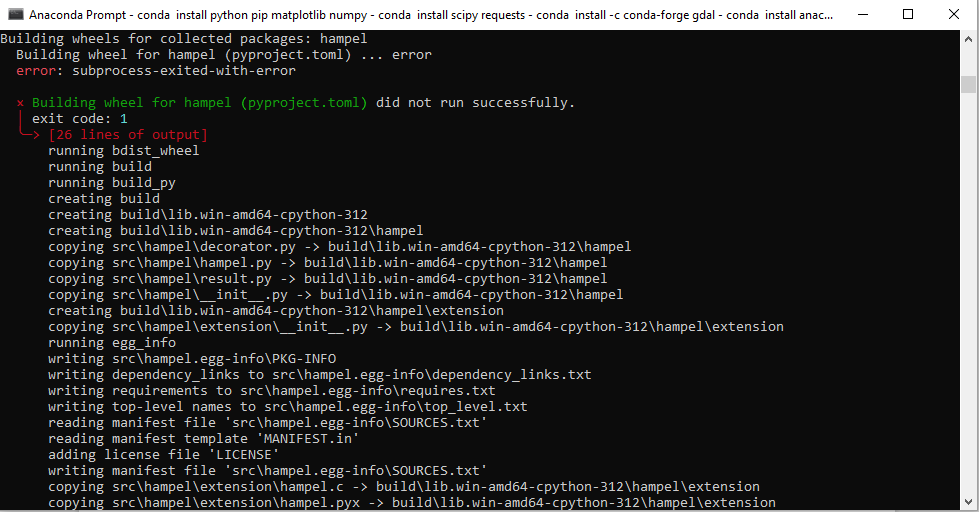 Anaconda Prompt - conda install python pip matplotlib numpy - conda install scipy requests - conda install -c conda-forge gdal - conda install anac...
Building wheels for collected packages: hampel
  Building wheel for hampel (pyproject.toml) ... error
  error: subprocess-exited-with-error

  × Building wheel for hampel (pyproject.toml) did not run successfully.
  │ exit code: 1
  ╰─> [26 lines of output]
      running bdist_wheel
      running build
      running build_py
      creating build
      creating build\lib.win-amd64-cpython-312
      creating build\lib.win-amd64-cpython-312\hampel
      copying src\hampel\decorator.py -> build\lib.win-amd64-cpython-312\hampel
      copying src\hampel\hampel.py -> build\lib.win-amd64-cpython-312\hampel
      copying src\hampel\result.py -> build\lib.win-amd64-cpython-312\hampel
      copying src\hampel\__init__.py -> build\lib.win-amd64-cpython-312\hampel
      creating build\lib.win-amd64-cpython-312\hampel\extension
      copying src\hampel\extension\__init__.py -> build\lib.win-amd64-cpython-312\hampel\extension
      running egg_info
      writing src\hampel.egg-info\PKG-INFO
      writing dependency_links to src\hampel.egg-info\dependency_links.txt
      writing requirements to src\hampel.egg-info\requires.txt
      writing top-level names to src\hampel.egg-info\top_level.txt
      reading manifest file 'src\hampel.egg-info\SOURCES.txt'
      reading manifest template 'MANIFEST.in'
      adding license file 'LICENSE'
      writing manifest file 'src\hampel.egg-info\SOURCES.txt'
      copying src\hampel\extension\hampel.c -> build\lib.win-amd64-cpython-312\hampel\extension
      copying src\hampel\extension\hampel.pyx -> build\lib.win-amd64-cpython-312\hampel\extension